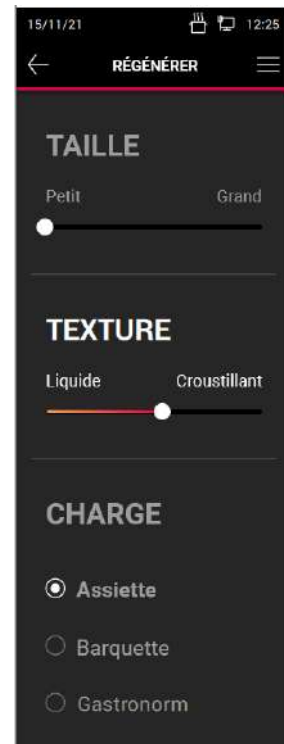 15/11/21 12:25
RÉGÉNÉRER
TAILLE
Petit Grand
TEXTURE
Liquide Croustillant
CHARGE
Assiette
Barquette
Gastronorm